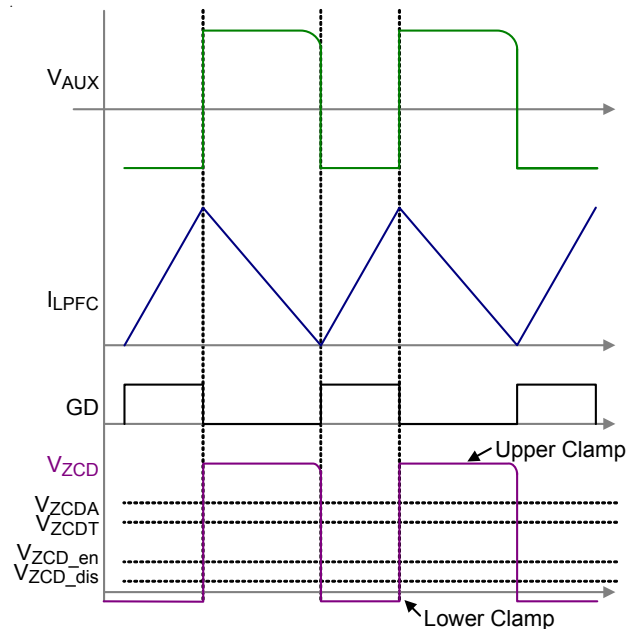 VAUX
ILPFC
GD
VZCD
Upper Clamp
VZCDA
VZCDT
VZCD_en
VZCD_dis
Lower Clamp